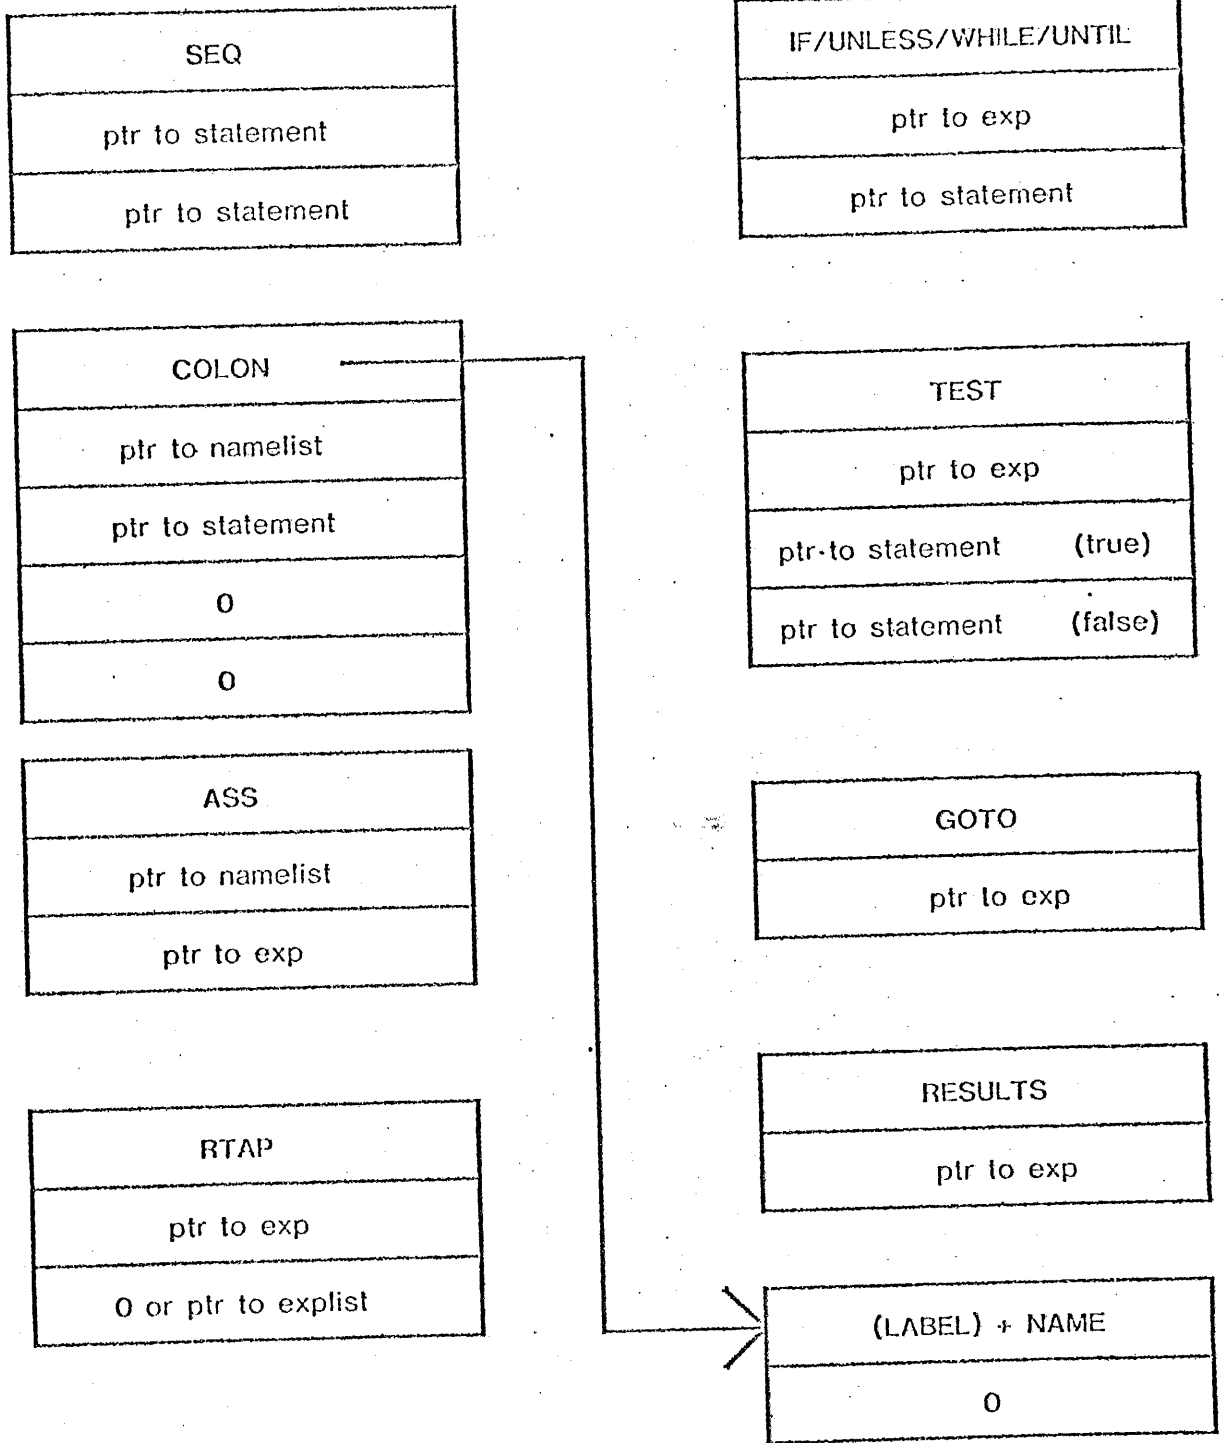 SEQ
ptr to statement
ptr to statement
COLON
ptr to namelist
ptr to statement
0
0
ASS
ptr to namelist
ptr to exp
RTAP
ptr to exp
0 or ptr to explist
IF/UNLESS/WHILE/UNTIL
ptr to exp
ptr to statement
TEST
ptr to exp
ptr to statement (true)
ptr to statement (false)
GOTO
ptr to exp
RESULTS
ptr to exp
(LABEL) + NAME
0